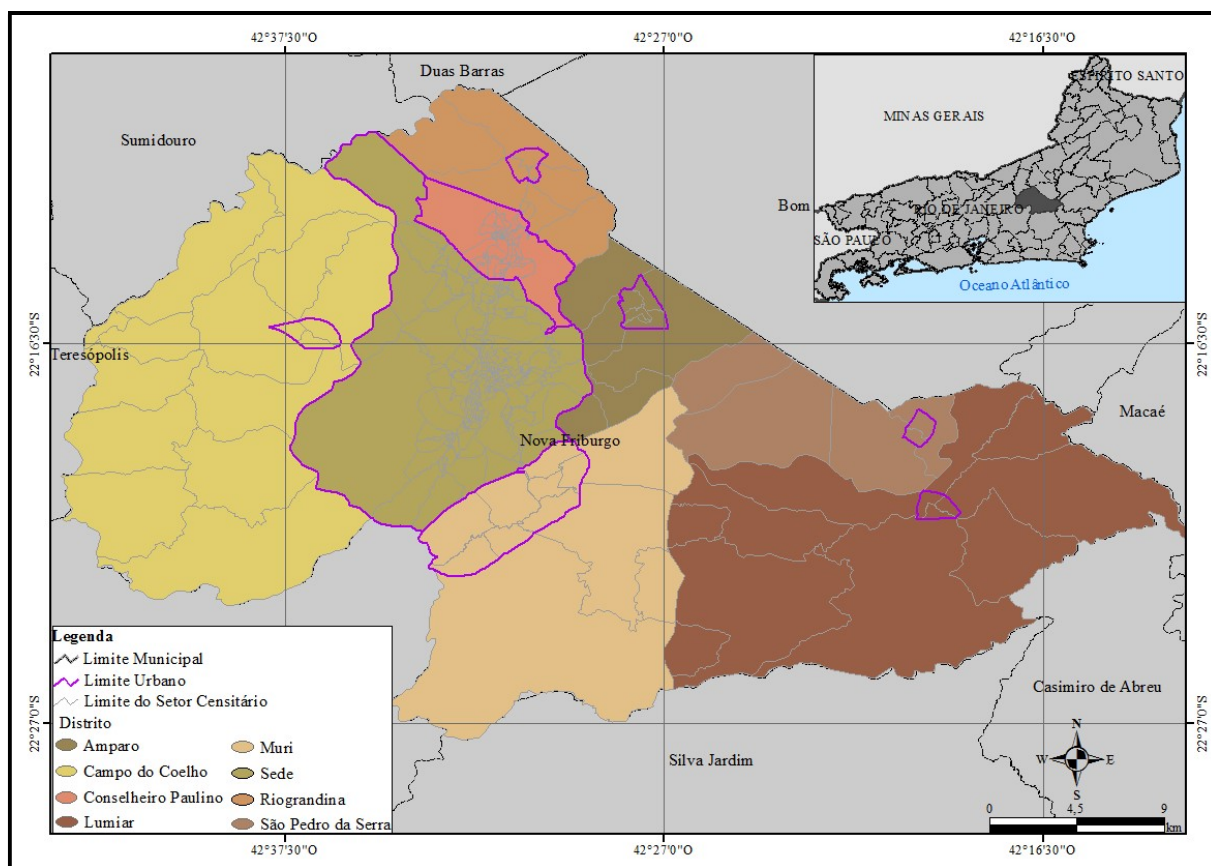 42°37'30"O 42°27'0"O 42°16'30"O
Duas Barras
Sumidouro
ESPÍRITO SANTO
MINAS GERAIS
Bom
RIO DE JANEIRO
SÃO PAULO
Oceano Atlântico
22°16'30"S 22°16'30"S
Teresópolis
Macaé
Nova Friburgo
Legenda
Limite Municipal
Limite Urbano
Limite do Setor Censitário
Distrito
Amparo
Campo do Coelho
Conselheiro Paulino
Lumiar
Muri
Sede
Riograndina
São Pedro da Serra
Casimiro de Abreu
Silva Jardim
22°27'0"S 22°27'0"S
N
W E
S
0 4,5 9
km
42°37'30"O 42°27'0"O 42°16'30"O